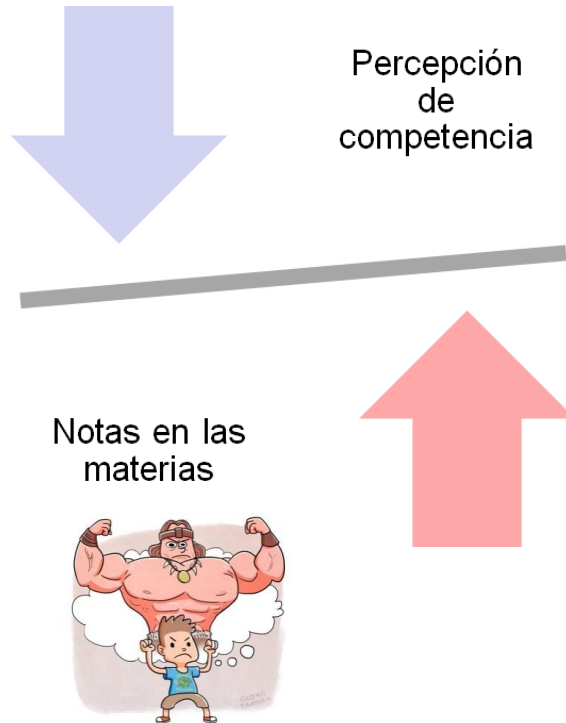 Percepción
de
competencia
Notas en las
materias